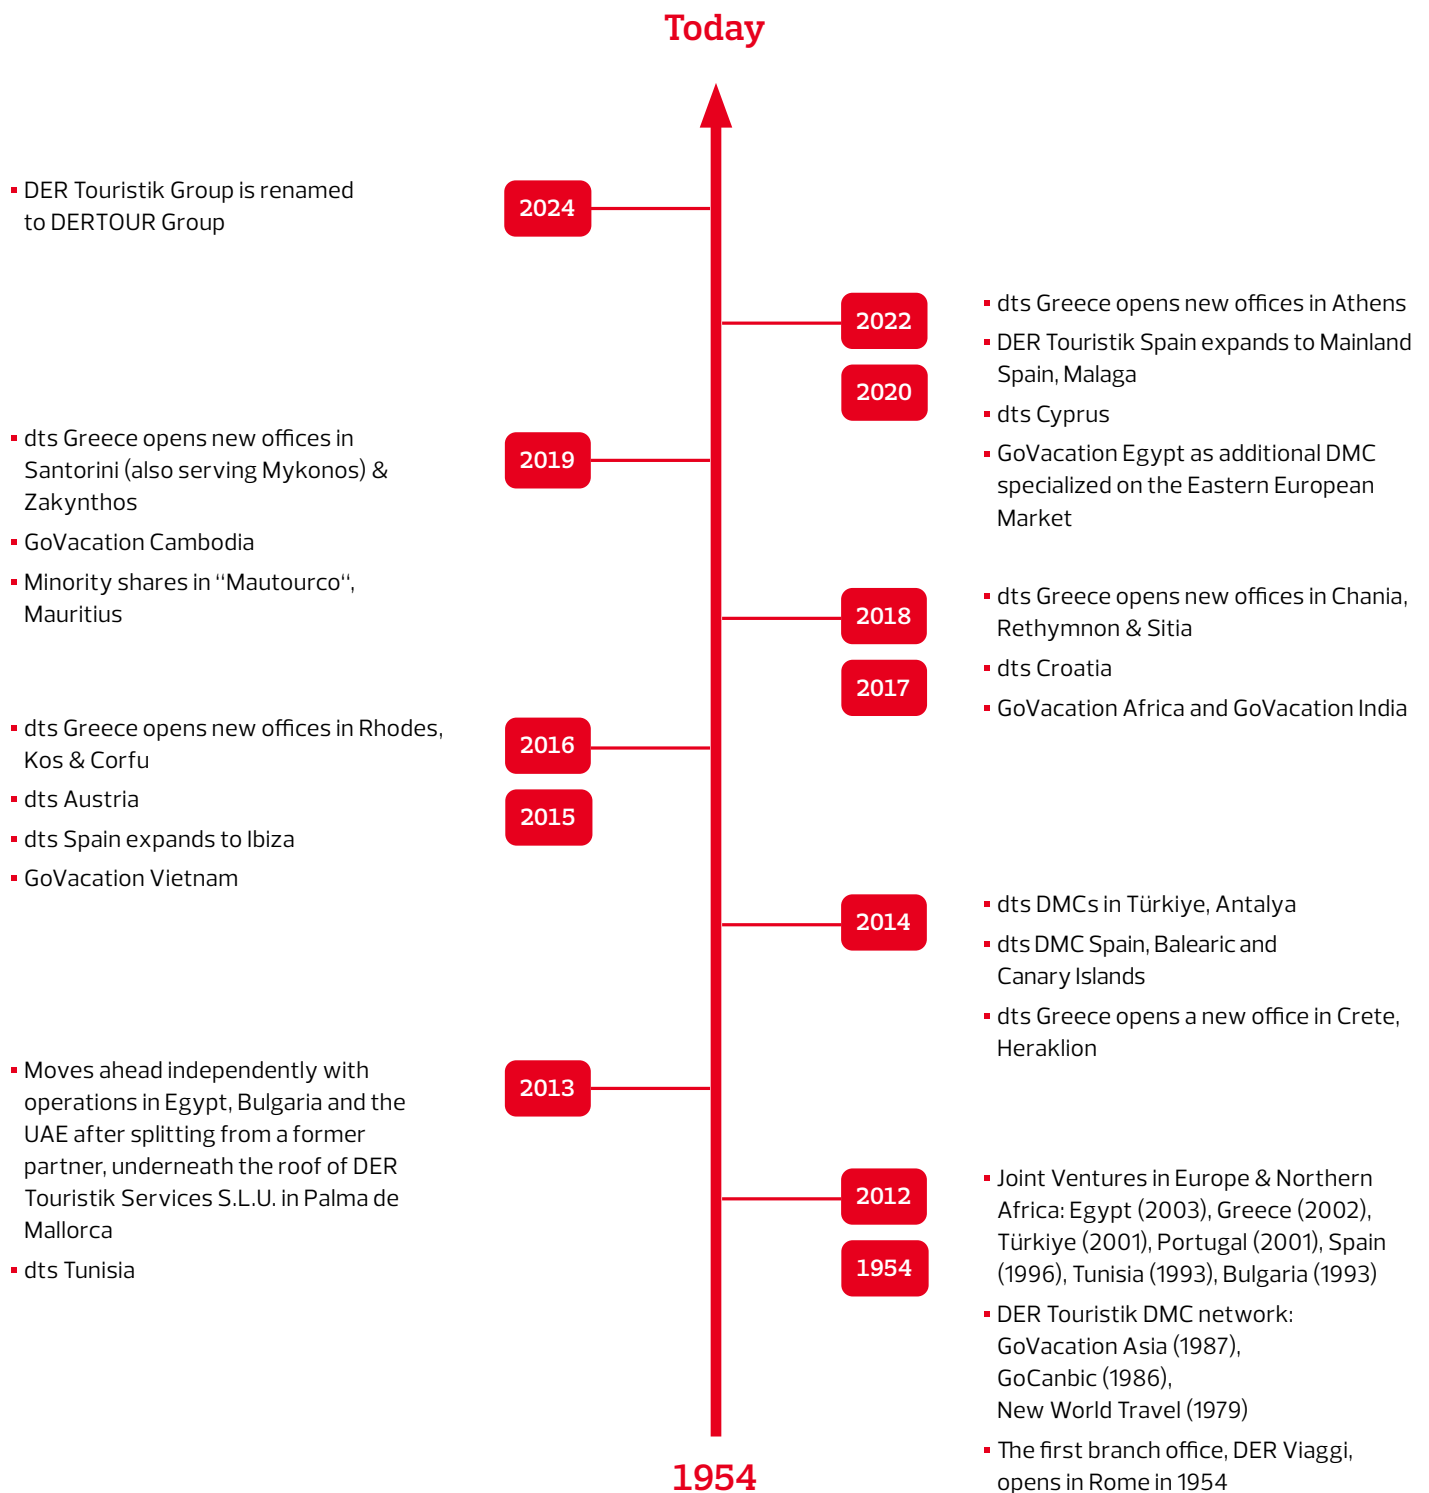 Today
2024
▪ DER Touristik Group is renamed
to DERTOUR Group
2022
2020
▪ dts Greece opens new offices in Athens
▪ DER Touristik Spain expands to Mainland
Spain, Malaga
▪ dts Cyprus
▪ GoVacation Egypt as additional DMC
specialized on the Eastern European
Market
2019
▪ dts Greece opens new offices in
Santorini (also serving Mykonos) &
Zakynthos
▪ GoVacation Cambodia
▪ Minority shares in “Mautourco“,
Mauritius
2018
2017
▪ dts Greece opens new offices in Chania,
Rethymnon & Sitia
▪ dts Croatia
▪ GoVacation Africa and GoVacation India
2016
2015
▪ dts Greece opens new offices in Rhodes,
Kos & Corfu
▪ dts Austria
▪ dts Spain expands to Ibiza
▪ GoVacation Vietnam
2014
▪ dts DMCs in Türkiye, Antalya
▪ dts DMC Spain, Balearic and
Canary Islands
▪ dts Greece opens a new office in Crete,
Heraklion
2013
▪ Moves ahead independently with
operations in Egypt, Bulgaria and the
UAE after splitting from a former
partner, underneath the roof of DER
Touristik Services S.L.U. in Palma de
Mallorca
▪ dts Tunisia
2012
1954
▪ Joint Ventures in Europe & Northern
Africa: Egypt (2003), Greece (2002),
Türkiye (2001), Portugal (2001), Spain
(1996), Tunisia (1993), Bulgaria (1993)
▪ DER Touristik DMC network:
GoVacation Asia (1987),
GoCanbic (1986),
New World Travel (1979)
▪ The first branch office, DER Viaggi,
opens in Rome in 1954
1954